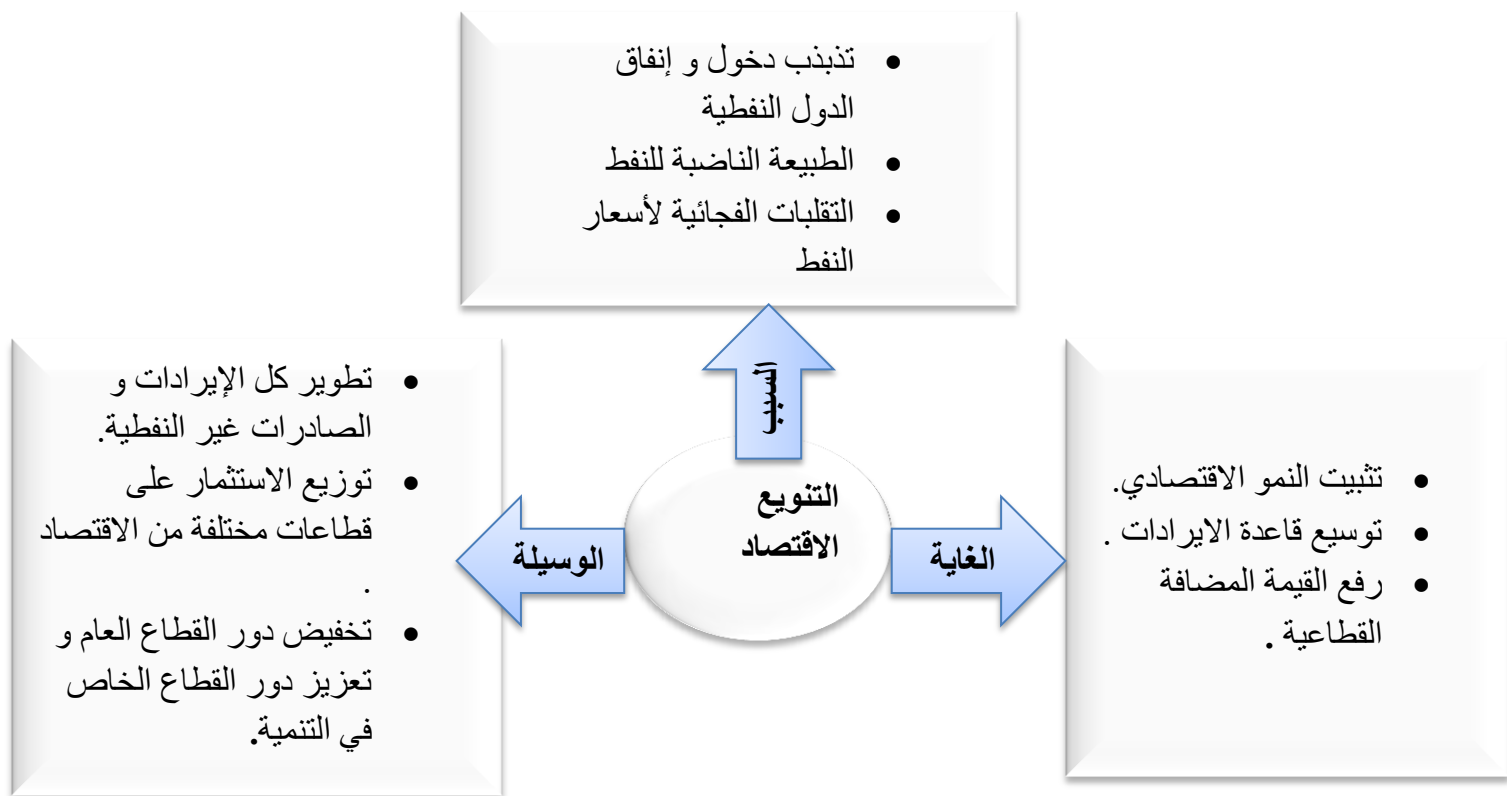 • تذبذب دخول و إنفاق
الدول النفطية
• الطبيعة الناضبة للنفط
• التقلبات الفجائية لأسعار
النفط
السبب
التنويع
الاقتصاد
الغاية
• تثبيت النمو الاقتصادي.
• توسيع قاعدة الايرادات .
• رفع القيمة المضافة
القطاعية .
الوسيلة
• تطوير كل الإيرادات و
الصادرات غير النفطية.
• توزيع الاستثمار على
قطاعات مختلفة من الاقتصاد
.
• تخفيض دور القطاع العام و
تعزيز دور القطاع الخاص
في التنمية.